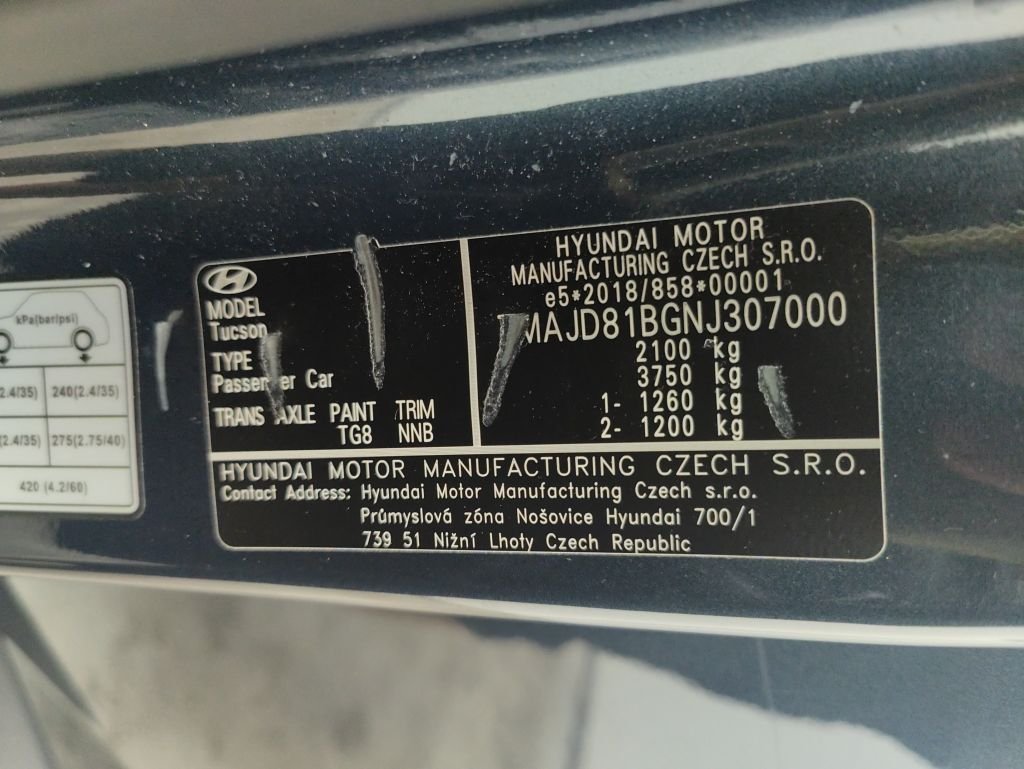 kPa(bar/psi)
2.4/35) 240(2.4/35)
(2.4/35) 275(2.75/40)
420 (4.2/60)
MODEL
Tucson
TYPE
Passenger Car
TRANS AXLE PAINT TRIM
TG8 NNB
HYUNDAI MOTOR
MANUFACTURING CZECH S.R.O.
e5*2018/858*00001
MAJD81BGNJ307000
2100 kg
3750 kg
1- 1260 kg
2- 1200 kg
HYUNDAI MOTOR MANUFACTURING CZECH S.R.O.
Contact Address: Hyundai Motor Manufacturing Czech s.r.o.
Průmyslová zóna Nošovice Hyundai 700/1
739 51 Nižní Lhoty Czech Republic